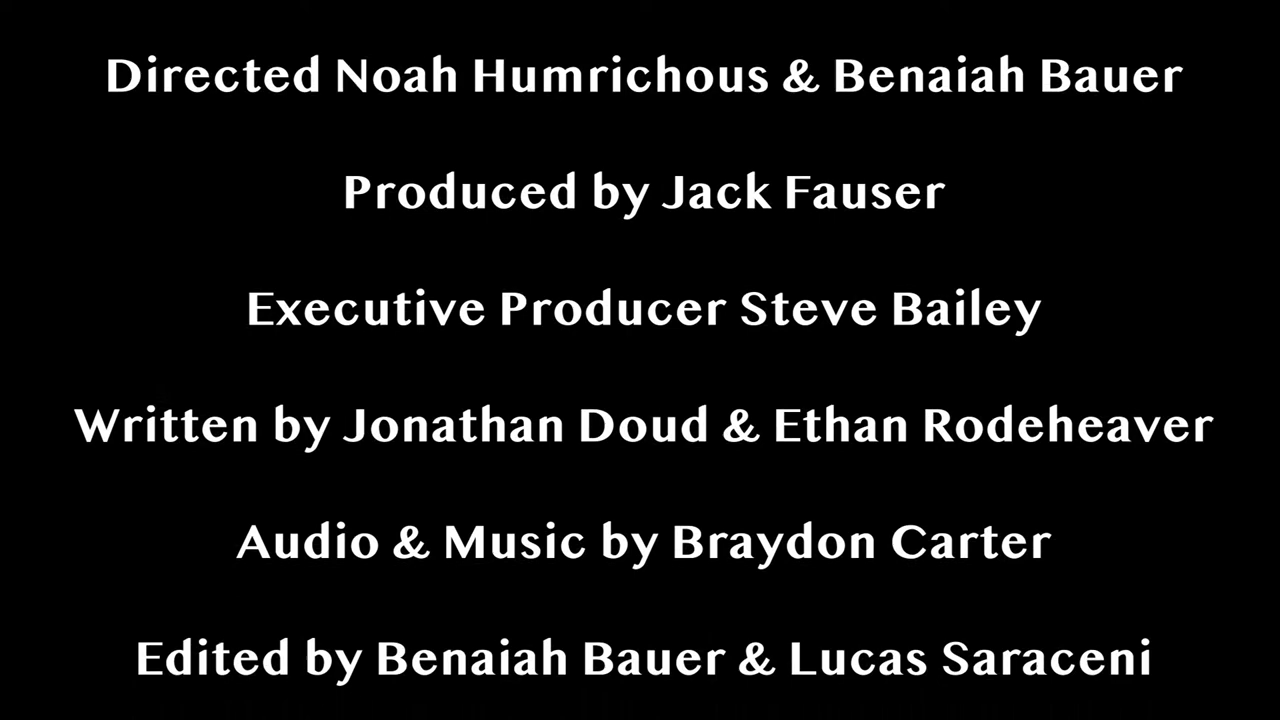 Directed Noah Humrichous & Benaiah Bauer
Produced by Jack Fauser
Executive Producer Steve Bailey
Written by Jonathan Doud & Ethan Rodeheaver
Audio & Music by Braydon Carter
Edited by Benaiah Bauer & Lucas Saraceni